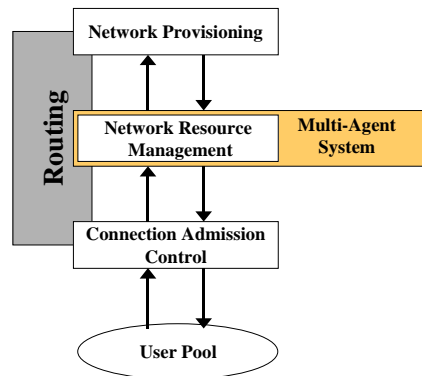 Network Provisioning
Routing
Network Resource
Management
Multi-Agent
System
Connection Admission
Control
User Pool